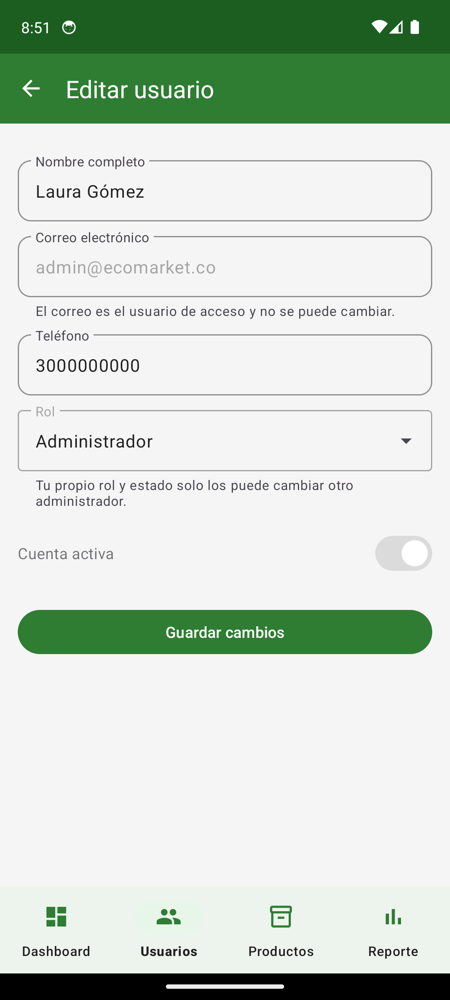 8:51
Editar usuario
Nombre completo
Laura Gómez
Correo electrónico
admin@ecomarket.co
El correo es el usuario de acceso y no se puede cambiar.
Teléfono
3000000000
Rol
Administrador
Tu propio rol y estado solo los puede cambiar otro
administrador.
Cuenta activa
Guardar cambios
Dashboard
Usuarios
Productos
Reporte